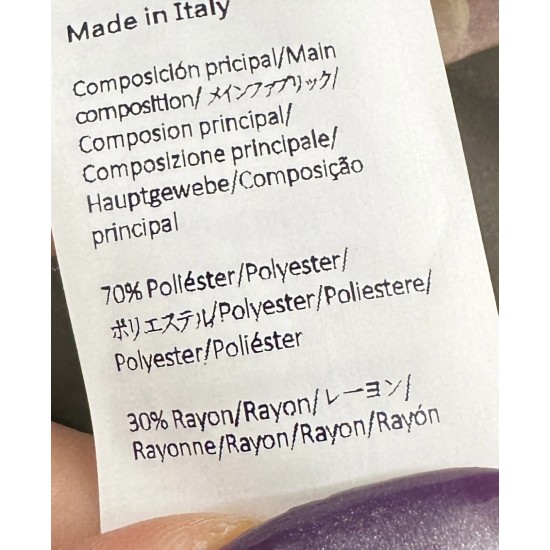 Made in Italy
Composición pricipal/Main
composition/ メインファブリック/
Composion principal/
Composizione principale/
Hauptgewebe/Composição
principal
70% Poliéster/Polyester/
ポリエステル/Polyester/Poliestere/
Polyester/Poliéster
30% Rayon/Rayon/レーヨン/
Rayonne/Rayon/Rayon/Rayón